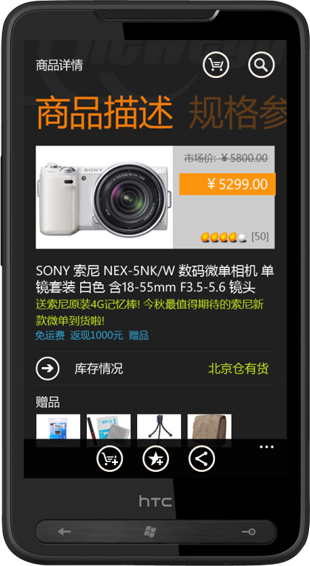 商品详情
商品描述 规格参
SONY
市场价: ￥5800.00
￥5299.00
[50]
SONY 索尼 NEX-5NK/W 数码微单相机 单
镜套装 白色 含18-55mm F3.5-5.6 镜头
送索尼原装4G记忆棒! 今秋最值得期待的索尼新
款微单到货啦!
免运费 返现1000元 赠品
库存情况 北京仓有货
赠品
hTC